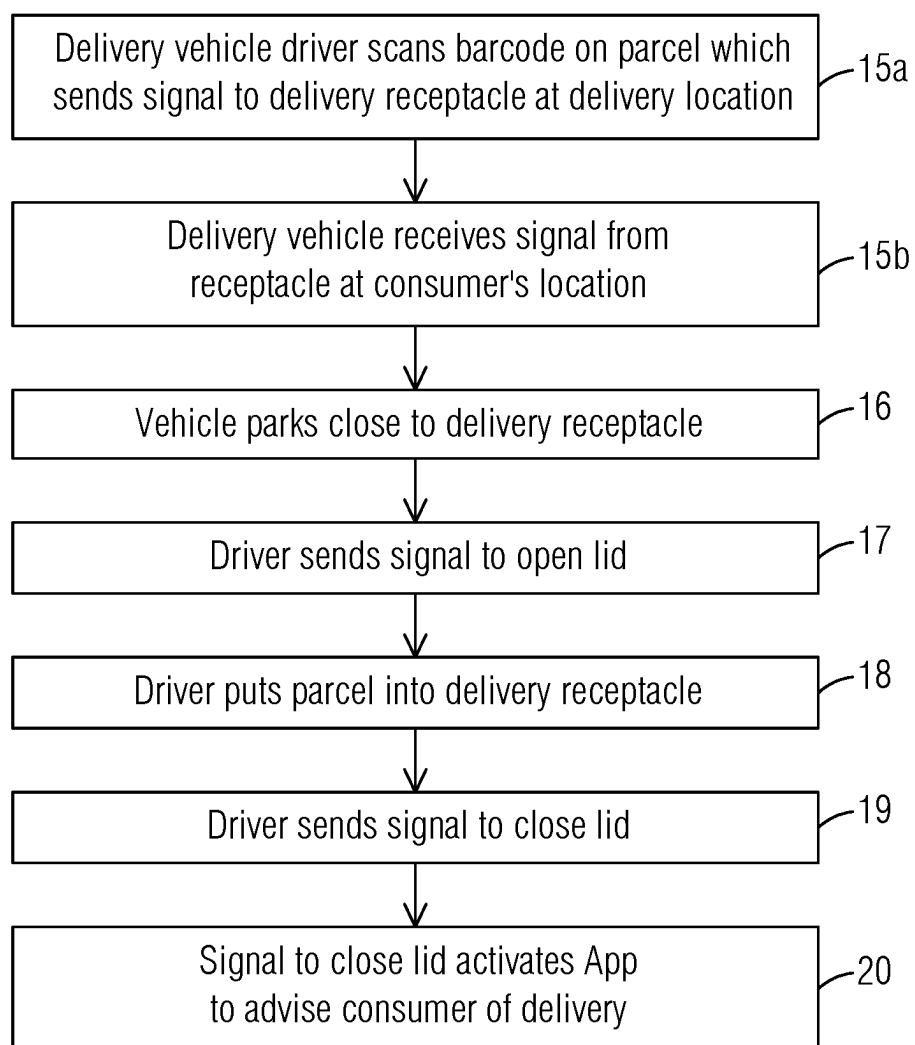 Delivery vehicle driver scans barcode on parcel which
sends signal to delivery receptacle at delivery location
15a
Delivery vehicle receives signal from
receptacle at consumer's location
15b
Vehicle parks close to delivery receptacle
16
Driver sends signal to open lid
17
Driver puts parcel into delivery receptacle
18
Driver sends signal to close lid
19
Signal to close lid activates App
to advise consumer of delivery
20